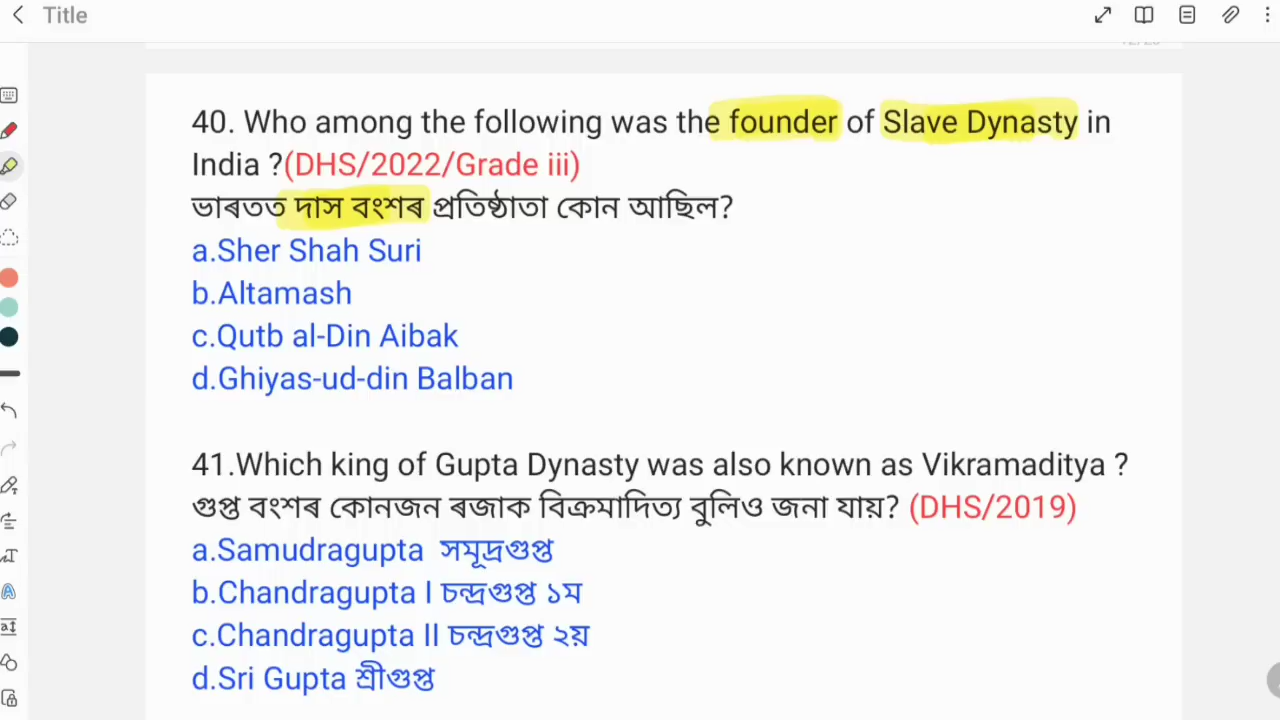 Title
40. Who among the following was the founder of Slave Dynasty in
India ?(DHS/2022/Grade iii)
ভাৰতত দাস বংশৰ প্ৰতিষ্ঠাতা কোন আছিল?
a.Sher Shah Suri
b.Altamash
c.Qutb al-Din Aibak
d.Ghiyas-ud-din Balban
41.Which king of Gupta Dynasty was also known as Vikramaditya ?
গুপ্ত বংশৰ কোনজন ৰজাক বিক্ৰমাদিত্য বুলিও জনা যায়? (DHS/2019)
a.Samudragupta সমূদ্ৰগুপ্ত
b.Chandragupta I চন্দ্ৰগুপ্ত ১ম
c.Chandragupta II চন্দ্ৰগুপ্ত ২য়
d.Sri Gupta শ্ৰীগুপ্ত